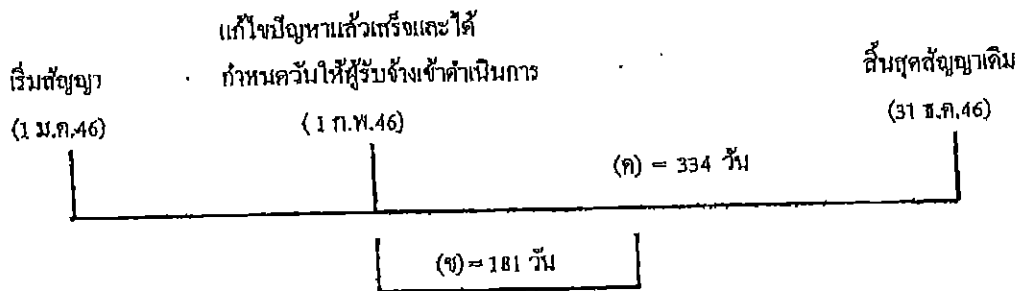 แก้ไขปัญหาแล้วเสร็จและได้
เริ่มสัญญา กำหนดวันให้ผู้รับจ้างเข้าดำเนินการ สิ้นสุดสัญญาเดิม
(1 ม.ค.46) (1 ก.พ.46) (31 ธ.ค.46)
(ค) = 334 วัน
(ช) = 181 วัน